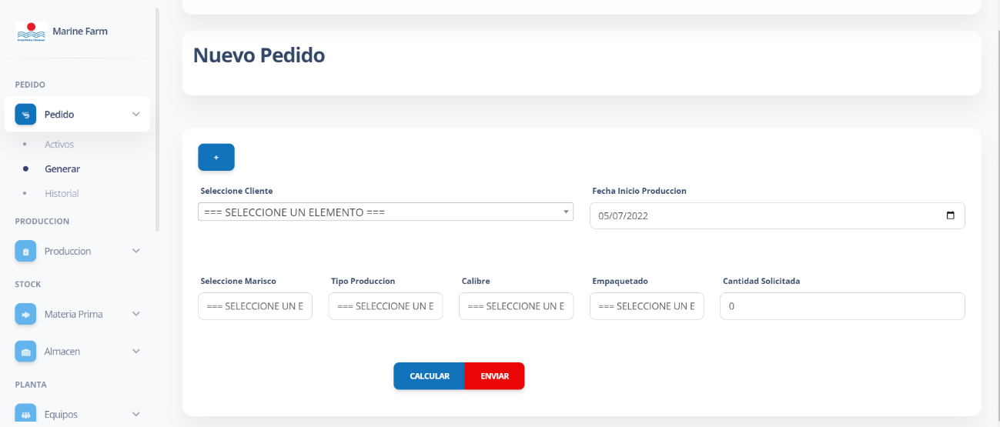 Marine Farm
PEDIDO
Pedido
Activos
Generar
Historial
PRODUCCION
Produccion
STOCK
Materia Prima
Almacen
PLANTA
Equipos
Nuevo Pedido
+
Seleccione Cliente
=== SELECCIONE UN ELEMENTO ===
Fecha Inicio Produccion
05/07/2022
Seleccione Marisco
=== SELECCIONE UN E
Tipo Produccion
=== SELECCIONE UN E
Calibre
=== SELECCIONE UN E
Empaquetado
=== SELECCIONE UN E
Cantidad Solicitada
0
CALCULAR
ENVIAR